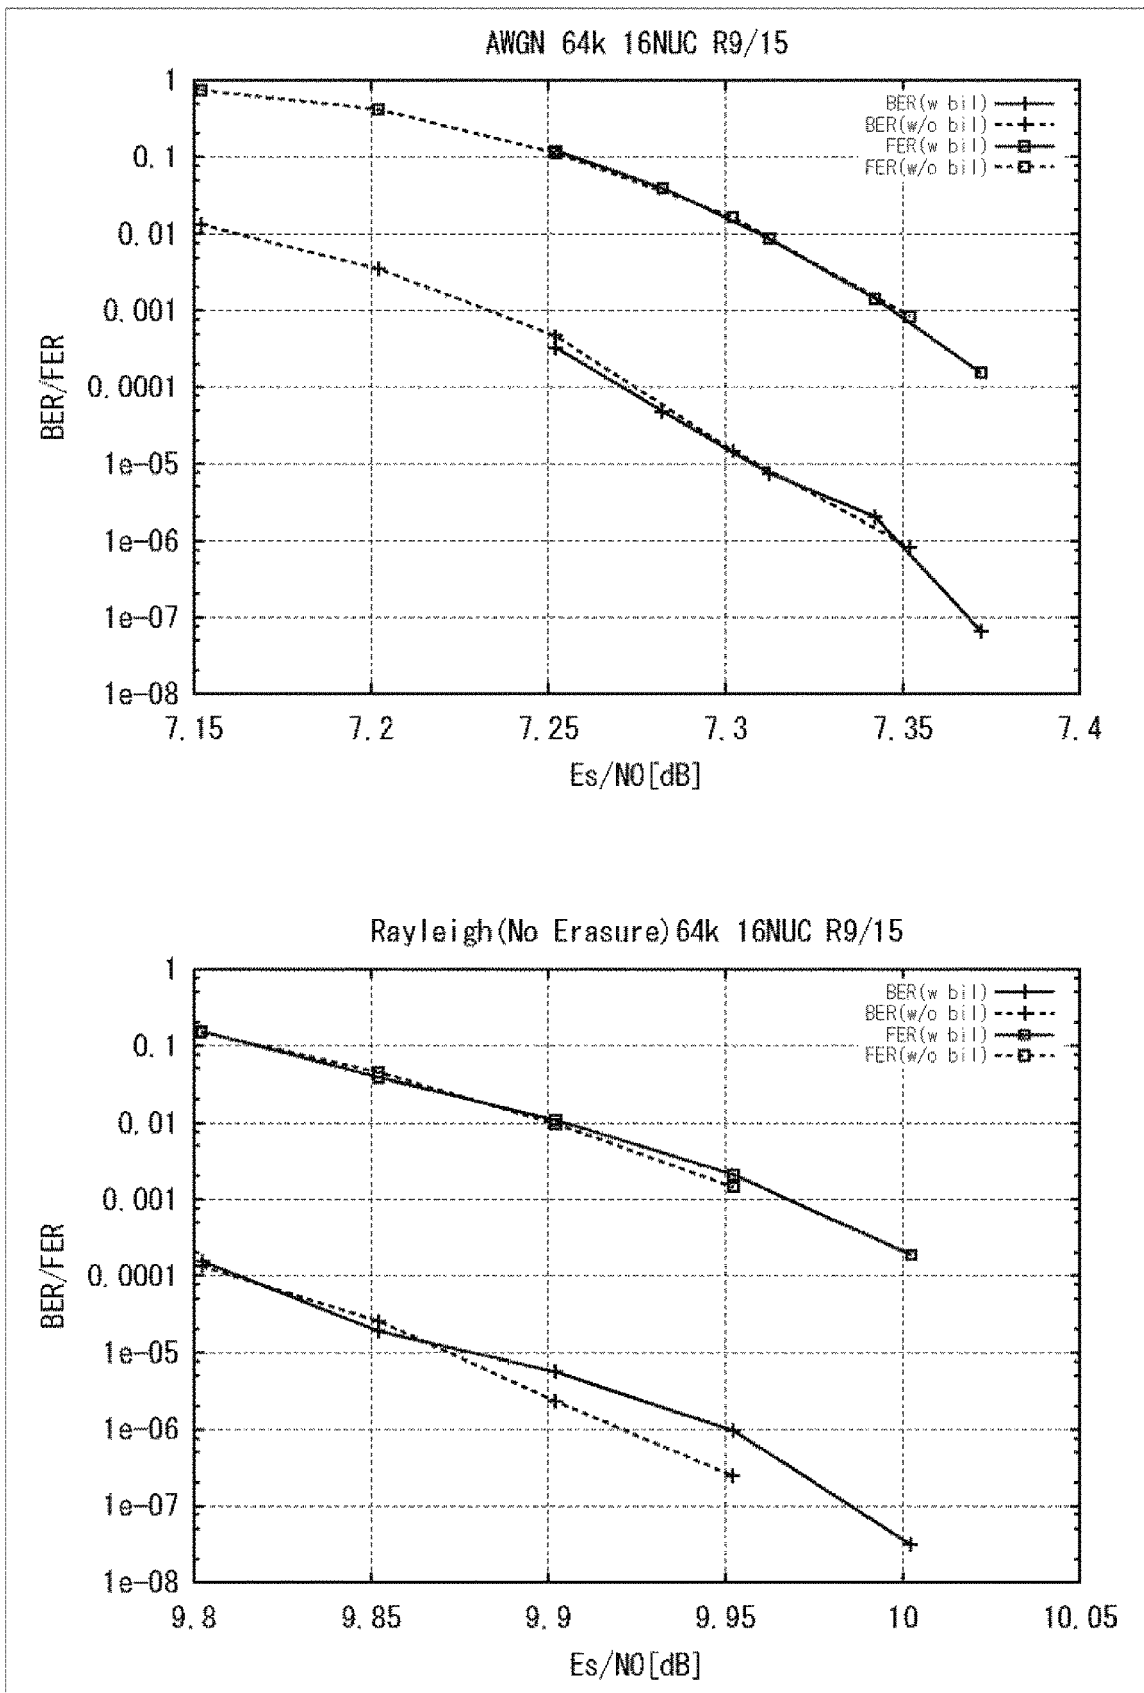 AWGN 64k 16NUC R9/15
1
0.1
0.01
0.001
0.0001
1e-05
1e-06
1e-07
1e-08
BER/FER
BER(w bil)
BER(w/o bil)
FER(w bil)
FER(w/o bil)
7.15 7.2 7.25 7.3 7.35 7.4
Es/N0[dB]
Rayleigh(No Erasure)64k 16NUC R9/15
1
0.1
0.01
0.001
0.0001
1e-05
1e-06
1e-07
1e-08
BER/FER
BER(w bil)
BER(w/o bil)
FER(w bil)
FER(w/o bil)
9.8 9.85 9.9 9.95 10 10.05
Es/N0[dB]